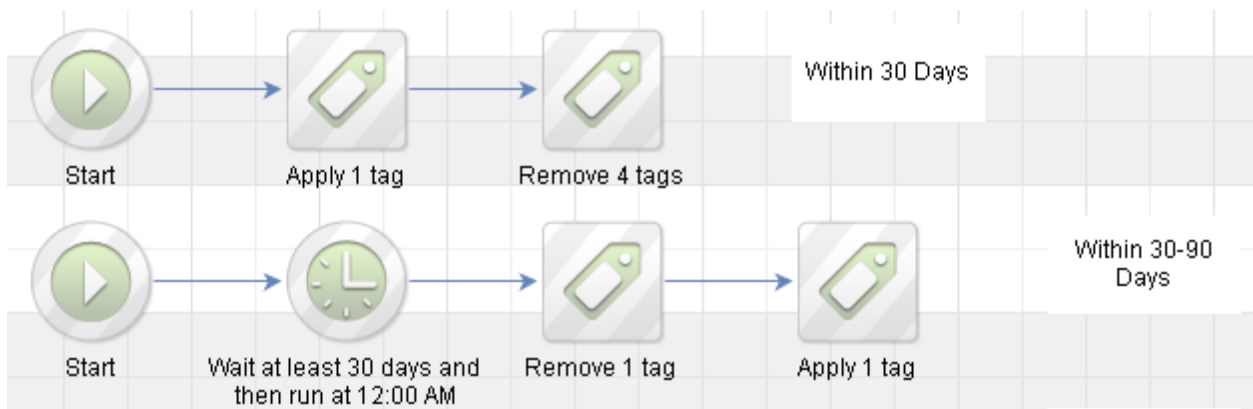 Within 30 Days
Start
Apply 1 tag
Remove 4 tags
Within 30-90
Days
Start
Wait at least 30 days and
then run at 12:00 AM
Remove 1 tag
Apply 1 tag